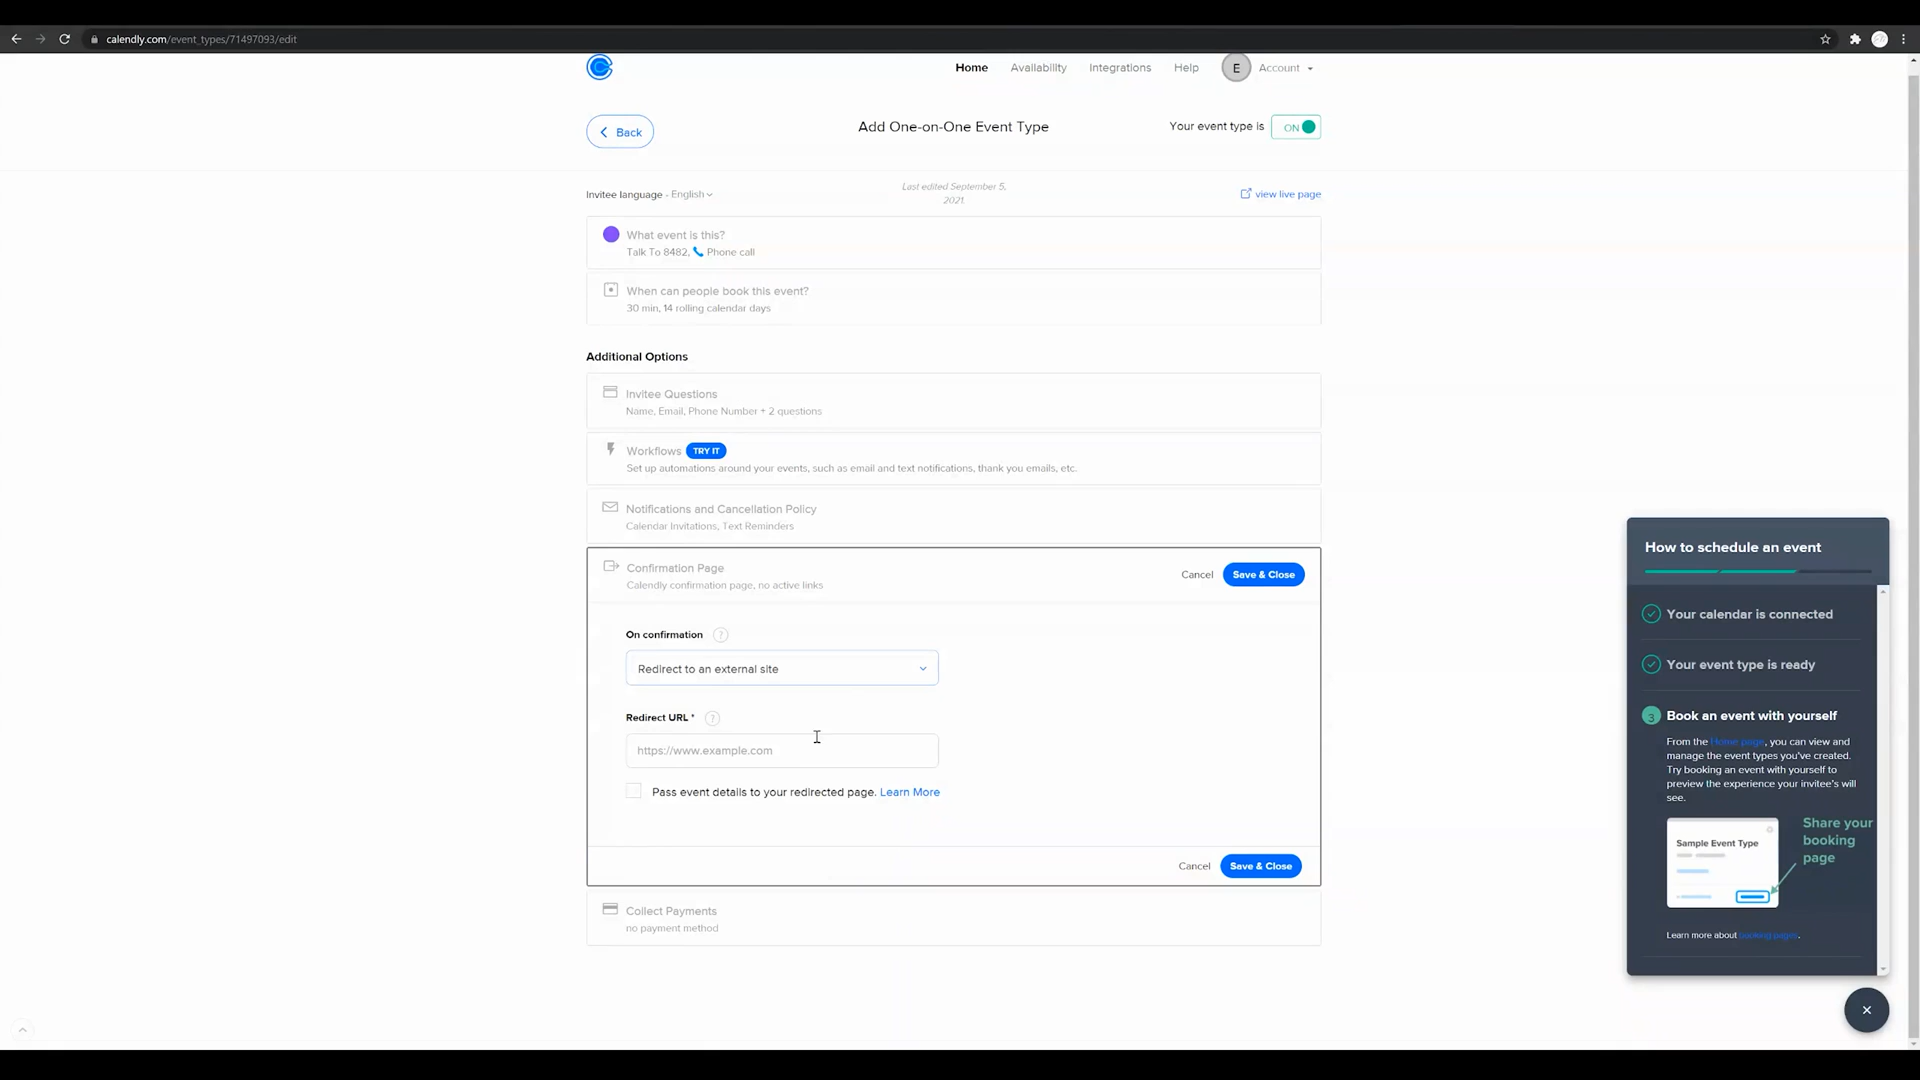 calendly.com/event_types/71497093/edit
Home
Availability
Integrations
Help
E
Account
Back
Add One-on-One Event Type
Your event type is
ON
Invitee language - English
Last edited September 5,
2021
view live page
What event is this?
Talk To 8482, Phone call
When can people book this event?
30 min, 14 rolling calendar days
Additional Options
Invitee Questions
Name, Email, Phone Number + 2 questions
Workflows TRY IT
Set up automations around your events, such as email and text notifications, thank you emails, etc.
Notifications and Cancellation Policy
Calendar Invitations, Text Reminders
Confirmation Page
Calendly confirmation page, no active links
Cancel
Save & Close
On confirmation ?
Redirect to an external site
Redirect URL * ?
https://www.example.com
Pass event details to your redirected page. Learn More
Cancel
Save & Close
Collect Payments
no payment method
How to schedule an event
Your calendar is connected
Your event type is ready
3 Book an event with yourself
From the Home page, you can view and
manage the event types you've created.
Try booking an event with yourself to
preview the experience your invitee's will
see.
Sample Event Type
Share your
booking
page
Learn more about booking pages.